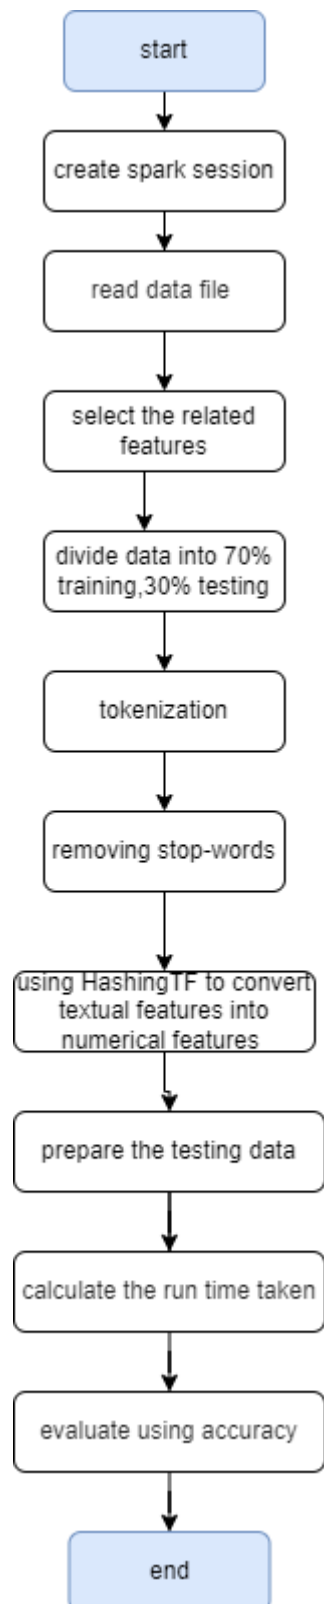 start
create spark session
read data file
select the related
features
divide data into 70%
training,30% testing
tokenization
removing stop-words
using HashingTF to convert
textual features into
numerical features
prepare the testing data
calculate the run time taken
evaluate using accuracy
end